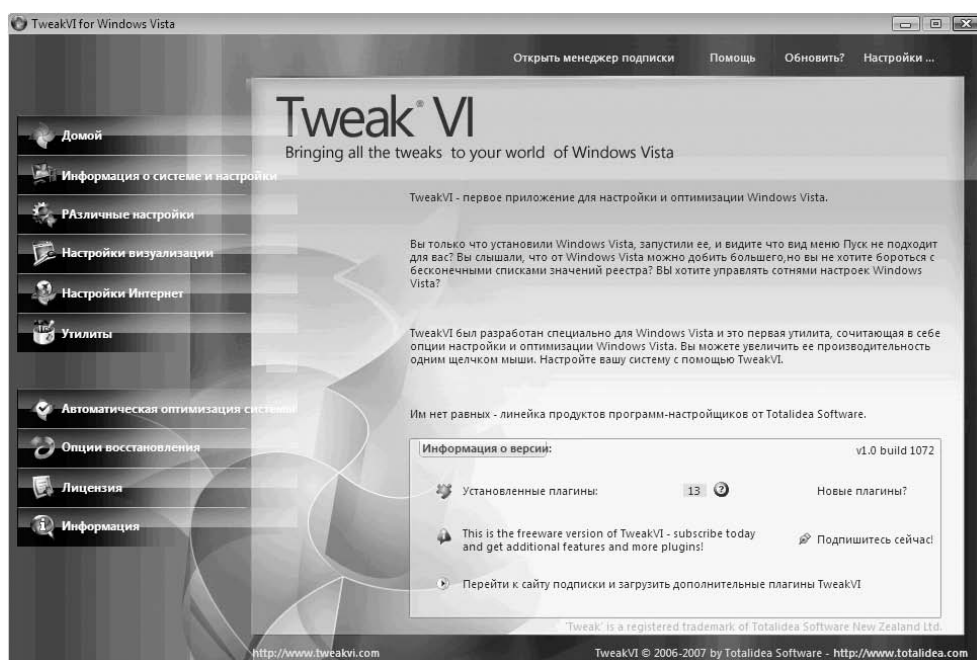 TweakVI for Windows Vista
Открыть менеджер подписки Помощь Обновить? Настройки ...
Tweak® VI
Bringing all the tweaks to your world of Windows Vista
Домой
Информация о системе и настройки
РАзличные настройки
Настройки визуализации
Настройки Интернет
Утилиты
Автоматическая оптимизация системы
Опции восстановления
Лицензия
Информация
TweakVI - первое приложение для настройки и оптимизации Windows Vista.
Вы только что установили Windows Vista, запустили ее, и видите что вид меню Пуск не подходит
для вас? Вы слышали, что от Windows Vista можно добить большего,но вы не хотите бороться с
бесконечными списками значений реестра? ВЫ хотите управлять сотнями настроек Windows
Vista?
TweakVI был разработан специально для Windows Vista и это первая утилита, сочитающая в себе
опции настройки и оптимизации Windows Vista. Вы можете увеличить ее производительность
одним щелчком мыши. Настройте вашу систему с помощью TweakVI.
Им нет равных - линейка продуктов программ-настройщиков от Totalidea Software.
Информация о версии: v1.0 build 1072
Установленные плагины: 13 Новые плагины?
This is the freeware version of TweakVI - subscribe today
and get additional features and more plugins!
Подпишитесь сейчас!
Перейти к сайту подписки и загрузить дополнительные плагины TweakVI
'Tweak' is a registered trademark of Totalidea Software New Zealand Ltd.
http://www.tweakvi.com TweakVI © 2006-2007 by Totalidea Software - http://www.totalidea.com